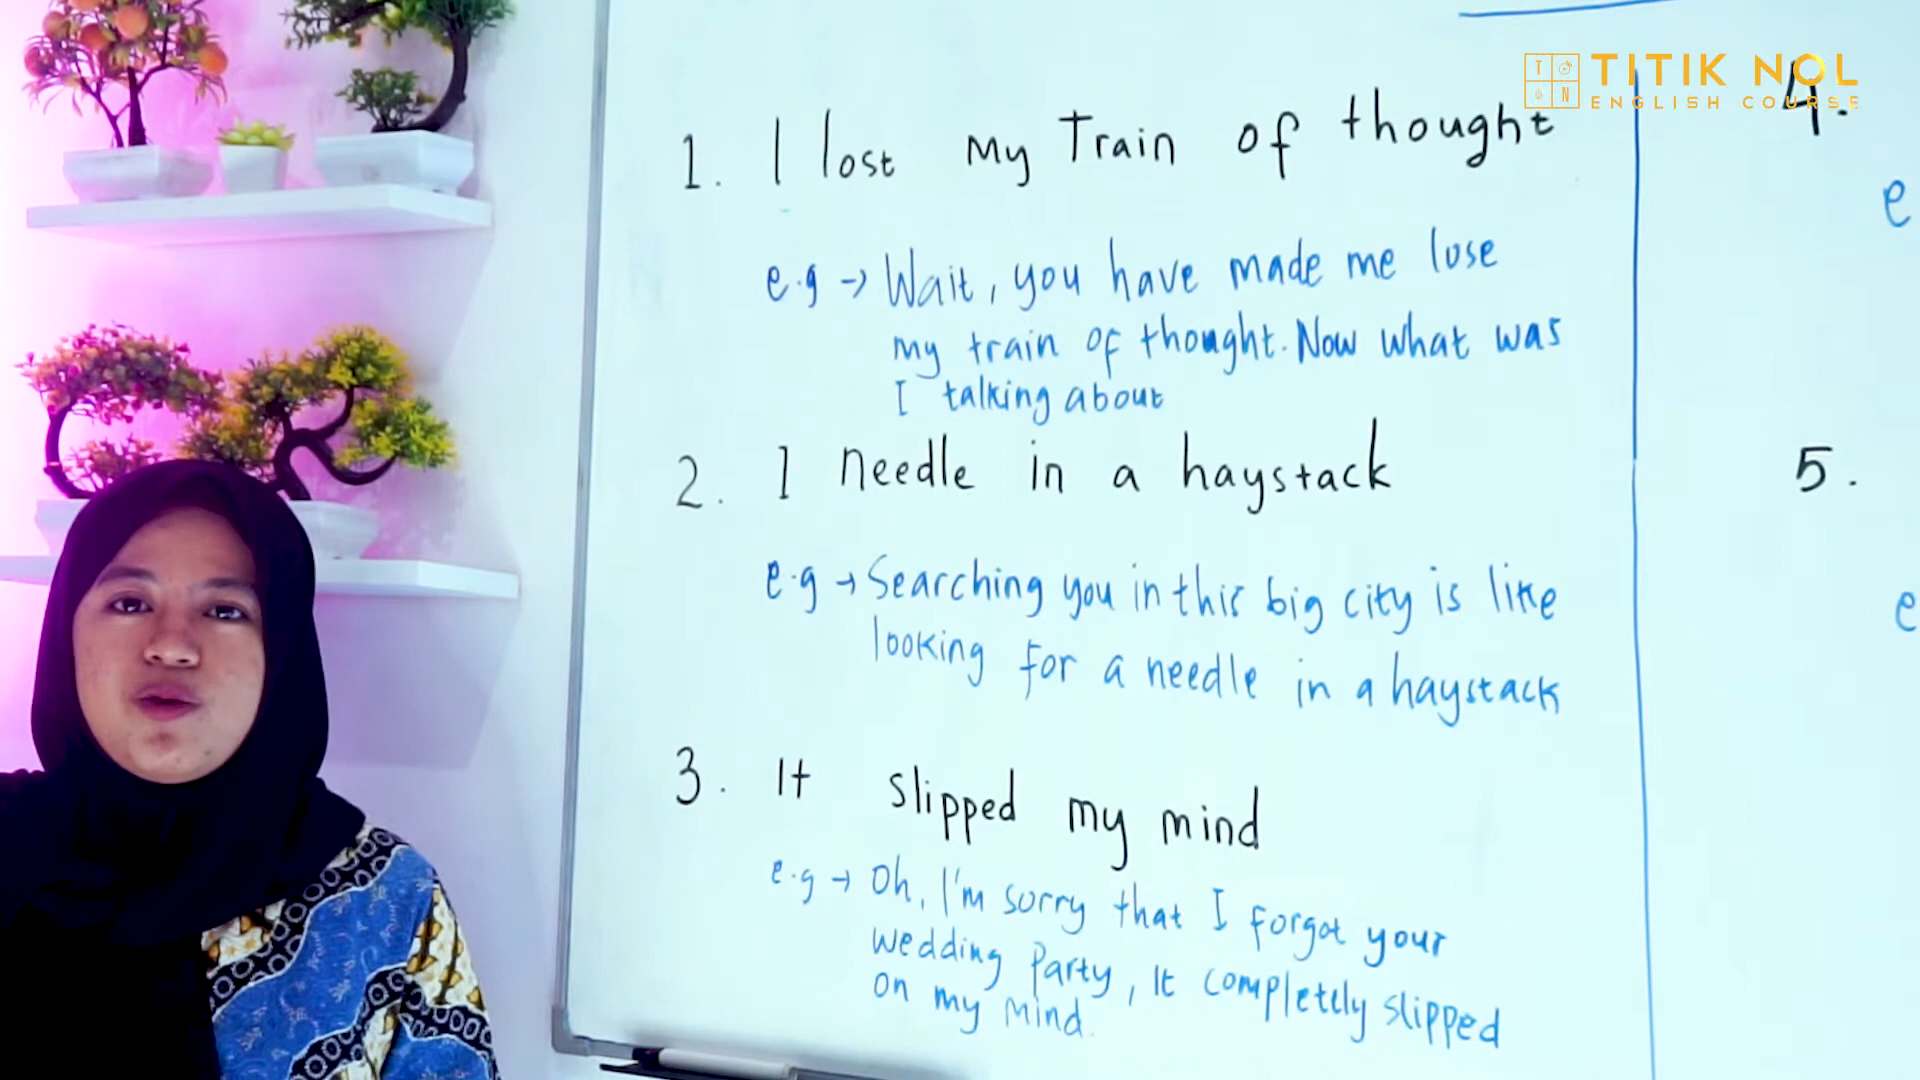 TITIK NOL
ENGLISH COURSE
T
N
1. I lost my Train of thought
e.g → Wait, you have made me lose
my train of thought. Now what was
I talking about
2. I needle in a haystack
e.g → Searching you in this big city is like
looking for a needle in a haystack
3. It slipped my mind
e.g → Oh, I'm sorry that I forgot your
wedding party, It completely slipped
on my mind.
4.
e
5.
e